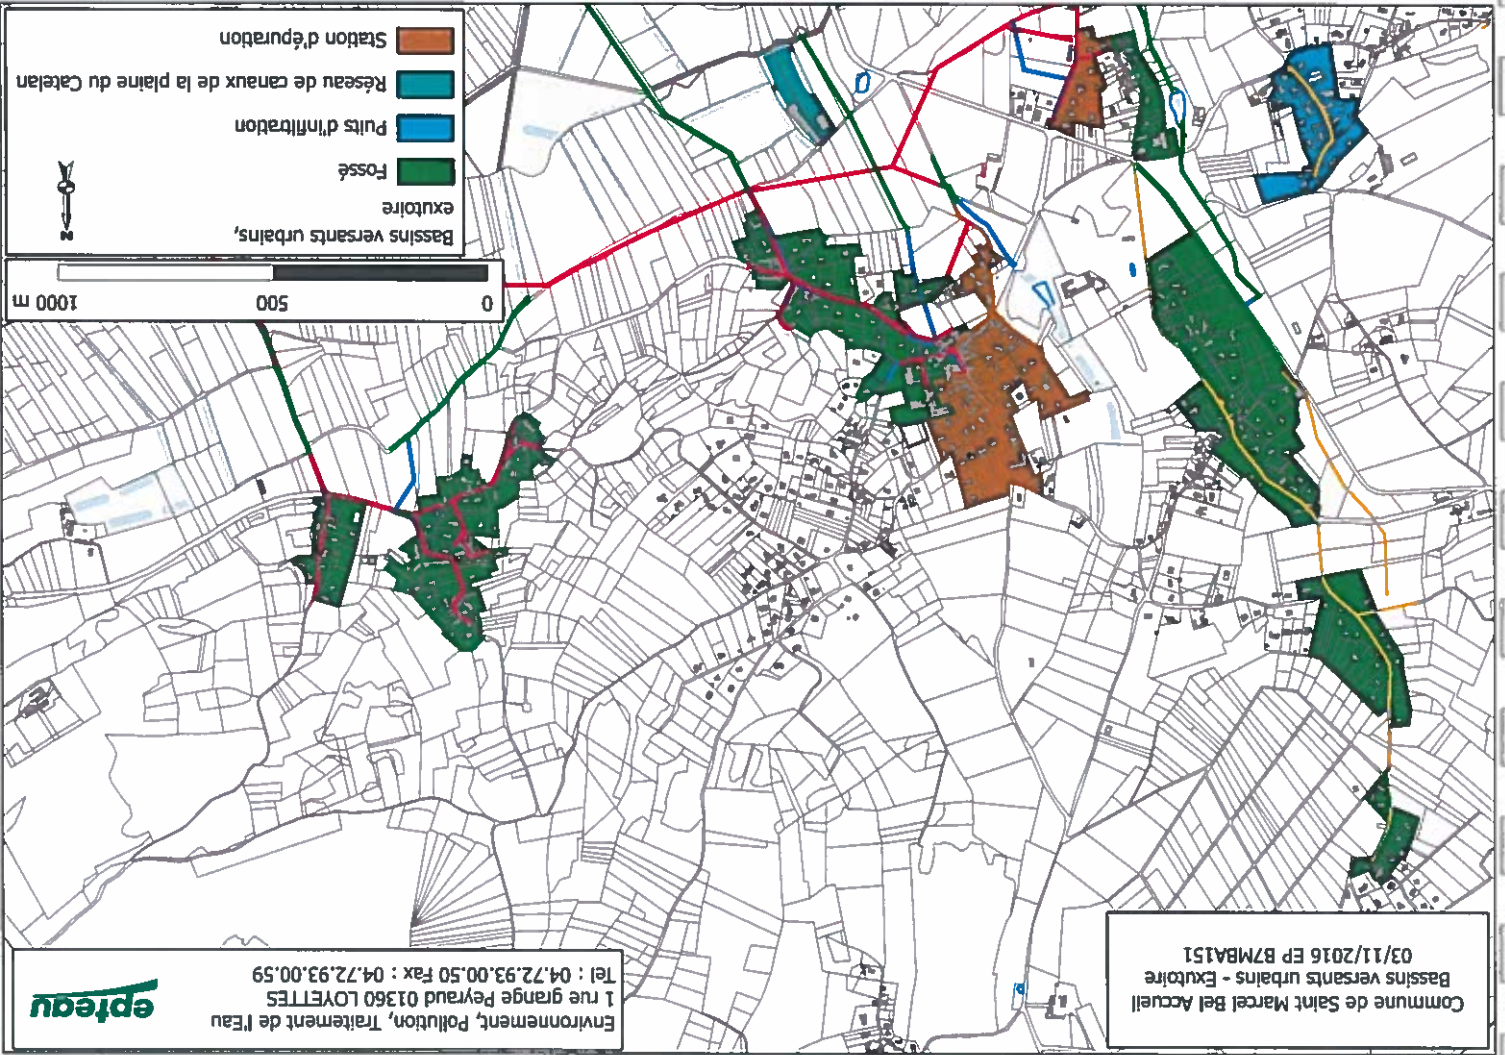 Commune de Saint Marcel Bel Accueil
Bassins versants urbains - Exutoire
03/11/2016 EP B7MBA151
Environnement, Pollution, Traitement de l'Eau
1 rue grange Peyraud 01360 LOYETTES
Tel : 04.72.93.00.50 Fax : 04.72.93.00.59
epteau
0 500 1000 m
Bassins versants urbains,
exutoire
N
Fossé
Puits d'infiltration
Réseau de canaux de la plaine du Catelan
Station d'épuration